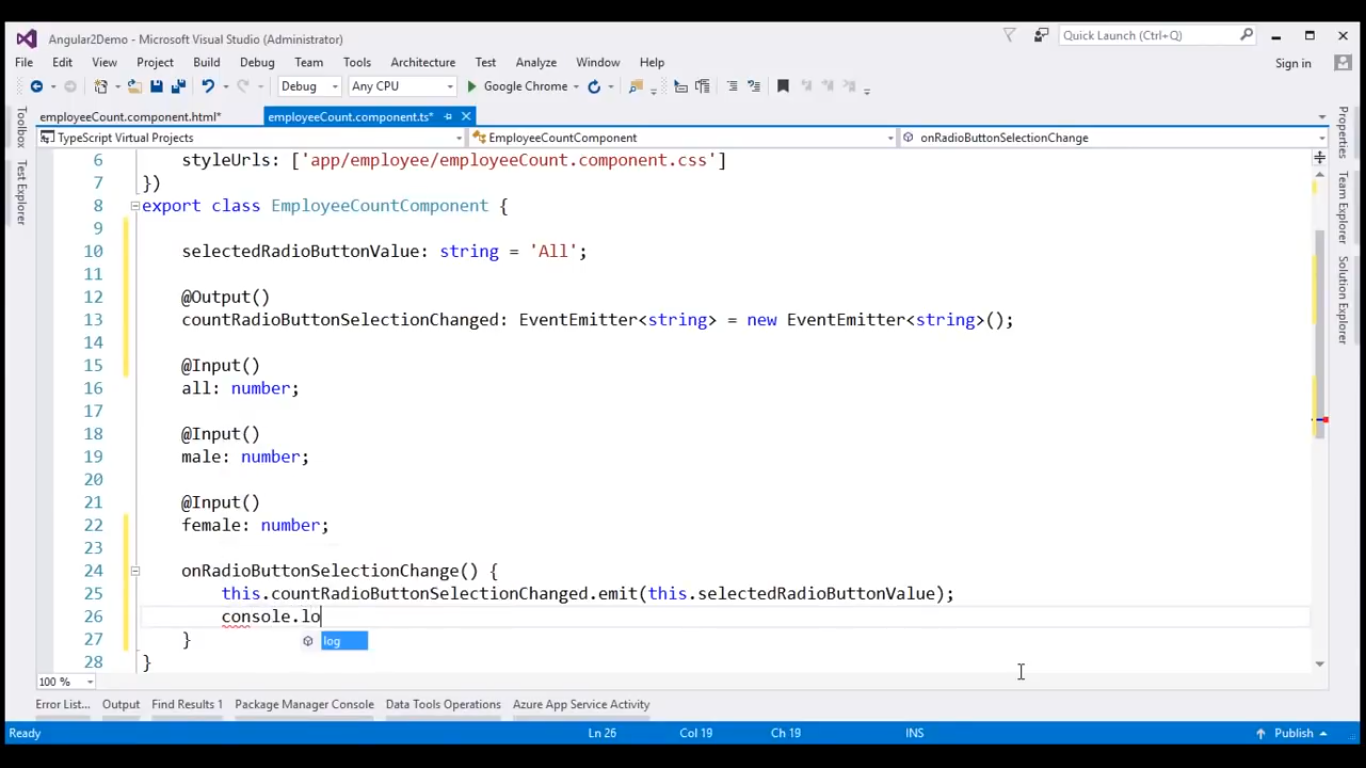 Angular2Demo - Microsoft Visual Studio (Administrator)
Quick Launch (Ctrl+Q)
File Edit View Project Build Debug Team Tools Architecture Test Analyze Window Help
Sign in
Debug Any CPU Google Chrome
employeeCount.component.html* employeeCount.component.ts*
TypeScript Virtual Projects EmployeeCountComponent onRadioButtonSelectionChange
Toolbox
Test Explorer
Properties
Team Explorer
Solution Explorer
6 styleUrls: ['app/employee/employeeCount.component.css']
7 })
8 export class EmployeeCountComponent {
9
10 selectedRadioButtonValue: string = 'All';
11
12 @Output()
13 countRadioButtonSelectionChanged: EventEmitter<string> = new EventEmitter<string>();
14
15 @Input()
16 all: number;
17
18 @Input()
19 male: number;
20
21 @Input()
22 female: number;
23
24 onRadioButtonSelectionChange() {
25 this.countRadioButtonSelectionChanged.emit(this.selectedRadioButtonValue);
26 console.lo
27 }
log
28 }
100 %
Error List... Output Find Results 1 Package Manager Console Data Tools Operations Azure App Service Activity
Ready Ln 26 Col 19 Ch 19 INS Publish